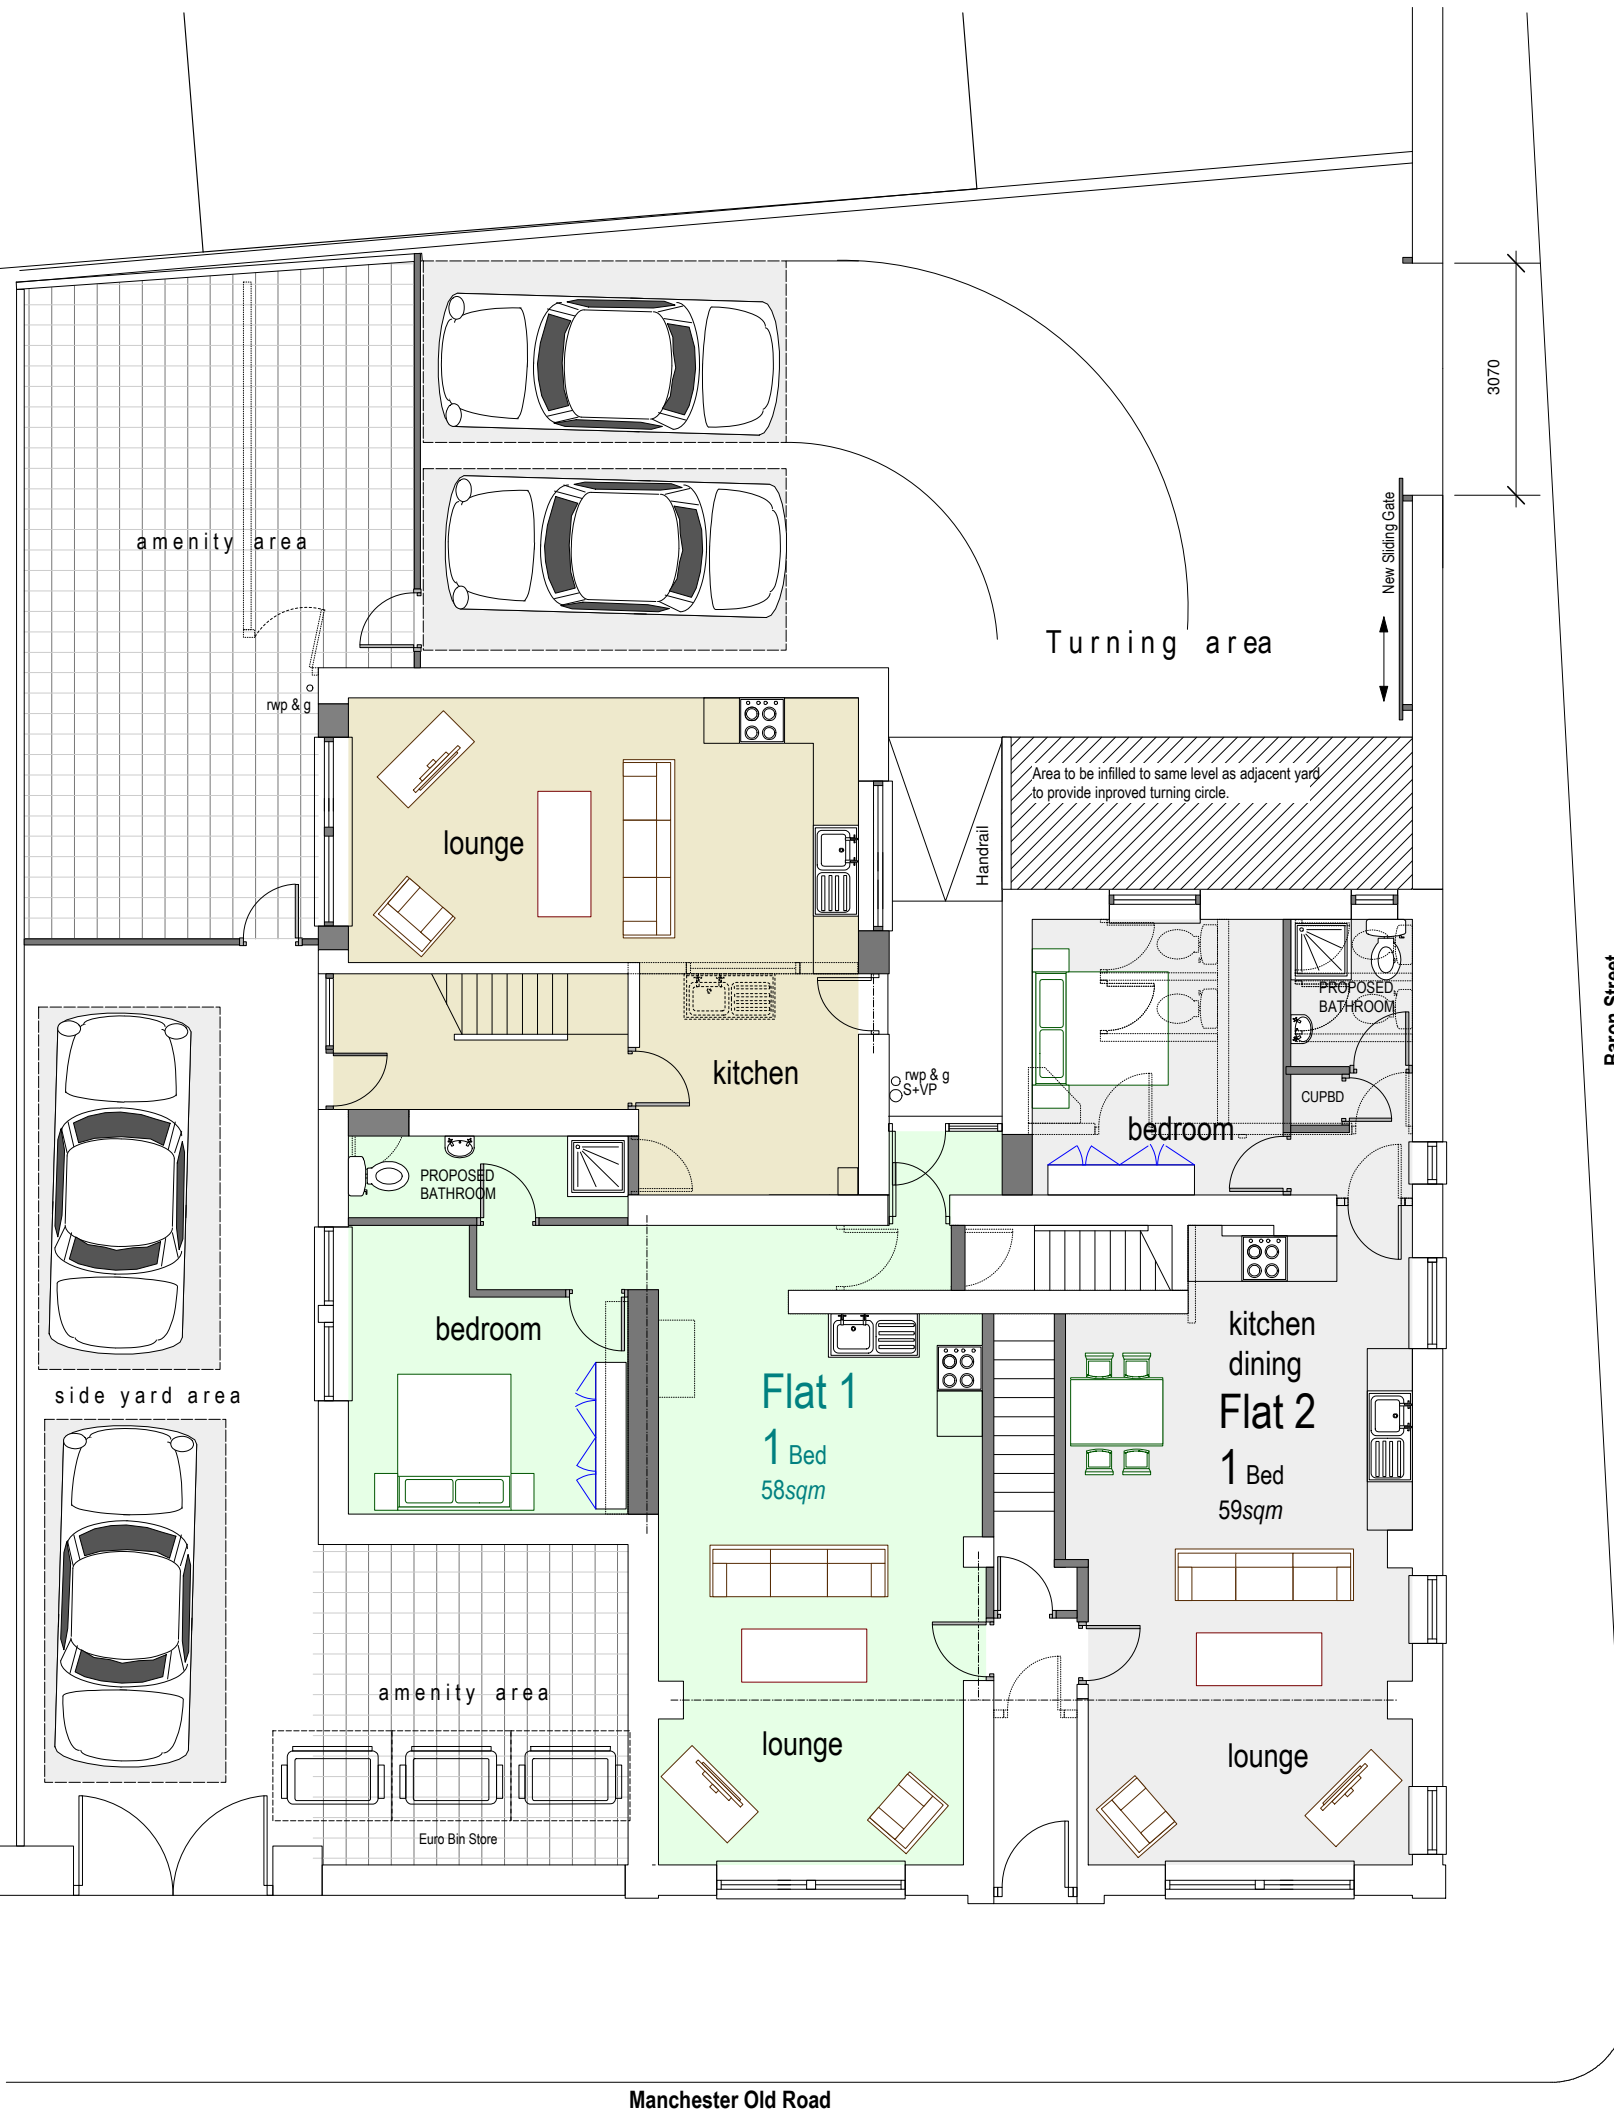 3070
New Sliding Gate
amenity area
Turning area
rwp & g
Area to be infilled to same level as adjacent yard
to provide inproved turning circle.
Handrail
lounge
Baron Street
PROPOSED
BATHROOM
kitchen
rwp & g
S+VP
CUPBD
bedroom
PROPOSED
BATHROOM
bedroom
kitchen
dining
side yard area
Flat 1
1 Bed
58sqm
Flat 2
1 Bed
59sqm
amenity area
lounge
lounge
Euro Bin Store
Manchester Old Road